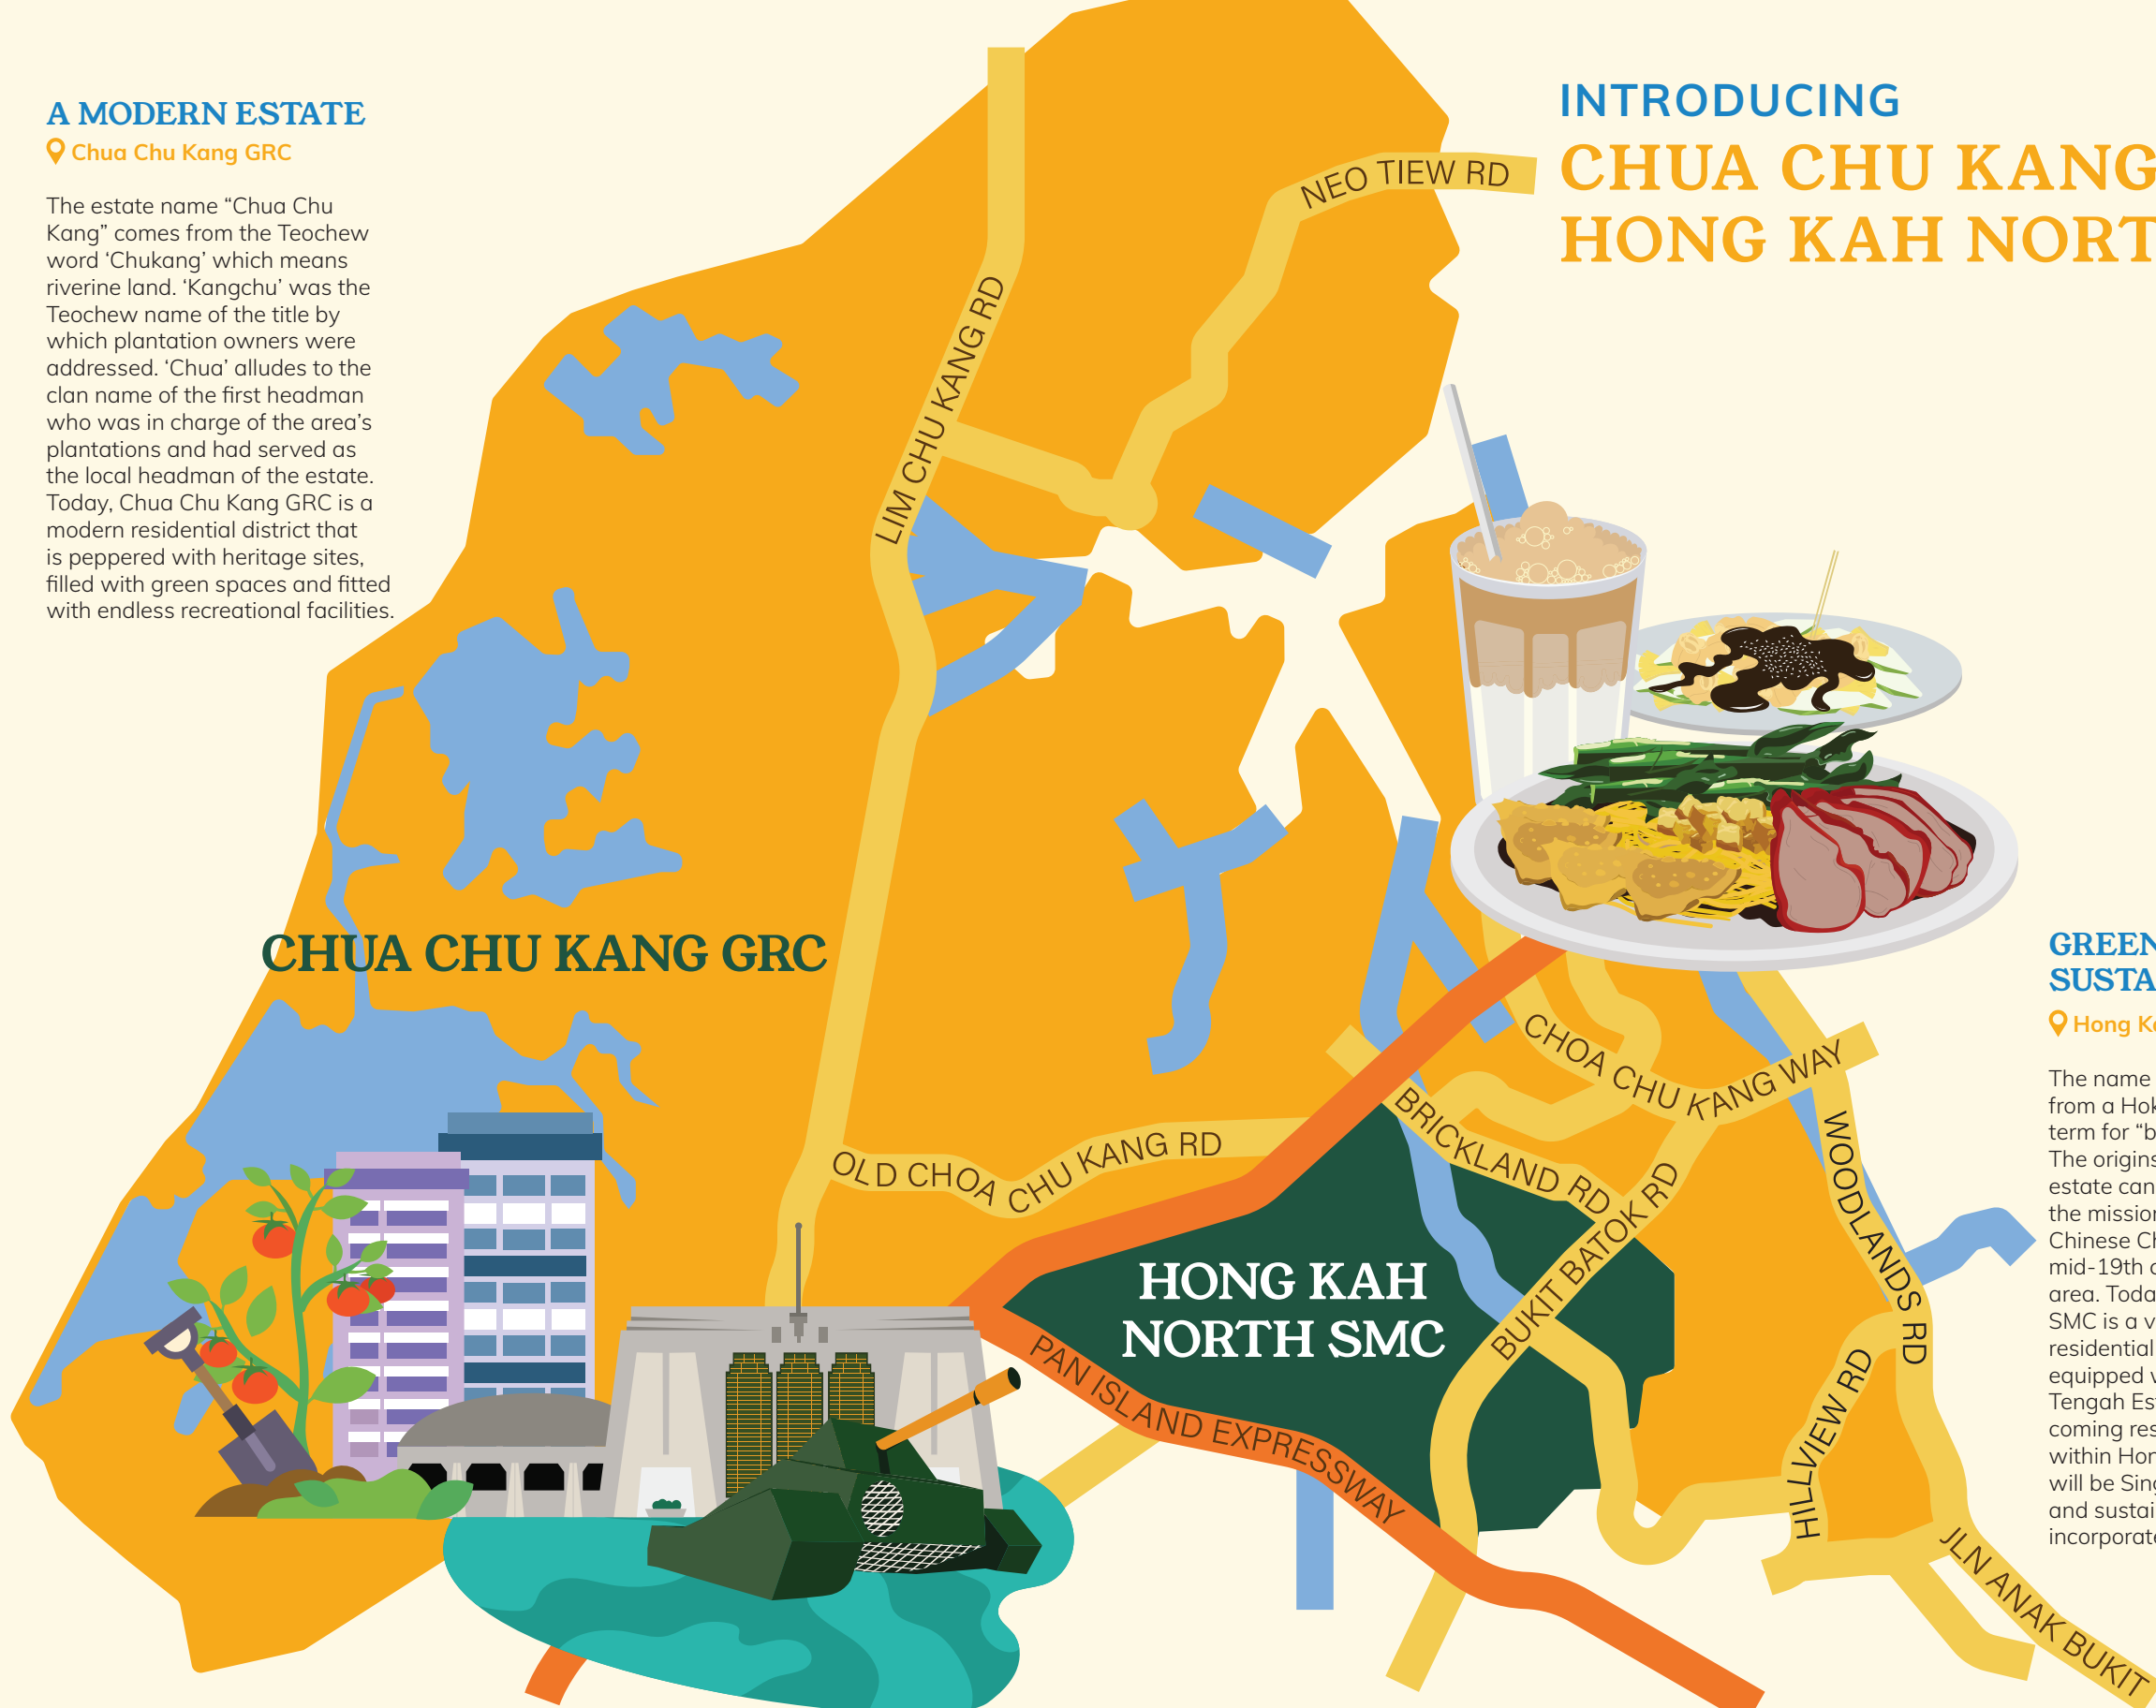 A MODERN ESTATE
Chua Chu Kang GRC
The estate name “Chua Chu
Kang” comes from the Teochew
word ‘Chukang’ which means
riverine land. ‘Kangchu’ was the
Teochew name of the title by
which plantation owners were
addressed. ‘Chua’ alludes to the
clan name of the first headman
who was in charge of the area’s
plantations and had served as
the local headman of the estate.
Today, Chua Chu Kang GRC is a
modern residential district that
is peppered with heritage sites,
filled with green spaces and fitted
with endless recreational facilities.
INTRODUCING
CHUA CHU KANG
HONG KAH NORT
NEO TIEW RD
LIM CHU KANG RD
CHUA CHU KANG GRC
OLD CHOA CHU KANG RD
CHOA CHU KANG WAY
BRICKLAND RD
BUKIT BATOK RD
WOODLANDS RD
HONG KAH
NORTH SMC
PAN ISLAND EXPRESSWAY
HILLVIEW RD
JLN ANAK BUKIT
GREEN
SUSTA
Hong Ka
The name
from a Hok
term for “b
The origins
estate can
the mission
Chinese Ch
mid-19th c
area. Toda
SMC is a v
residential
equipped w
Tengah Es
coming res
within Hon
will be Sing
and sustai
incorporate